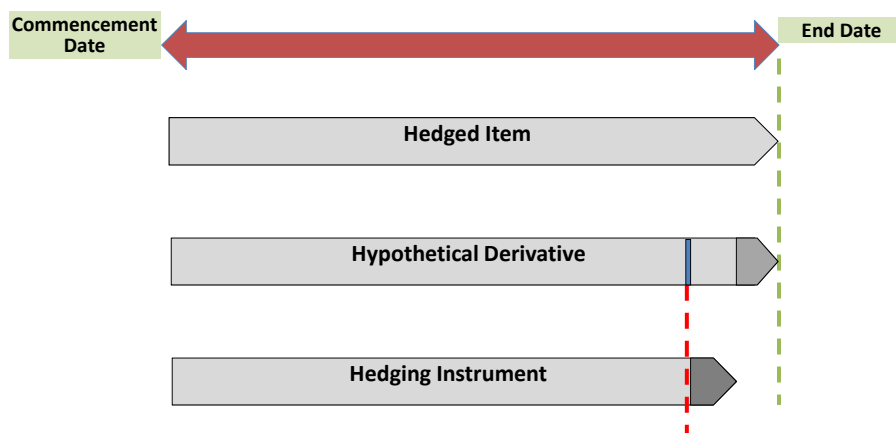 Commencement
Date
End Date
Hedged Item
Hypothetical Derivative
Hedging Instrument